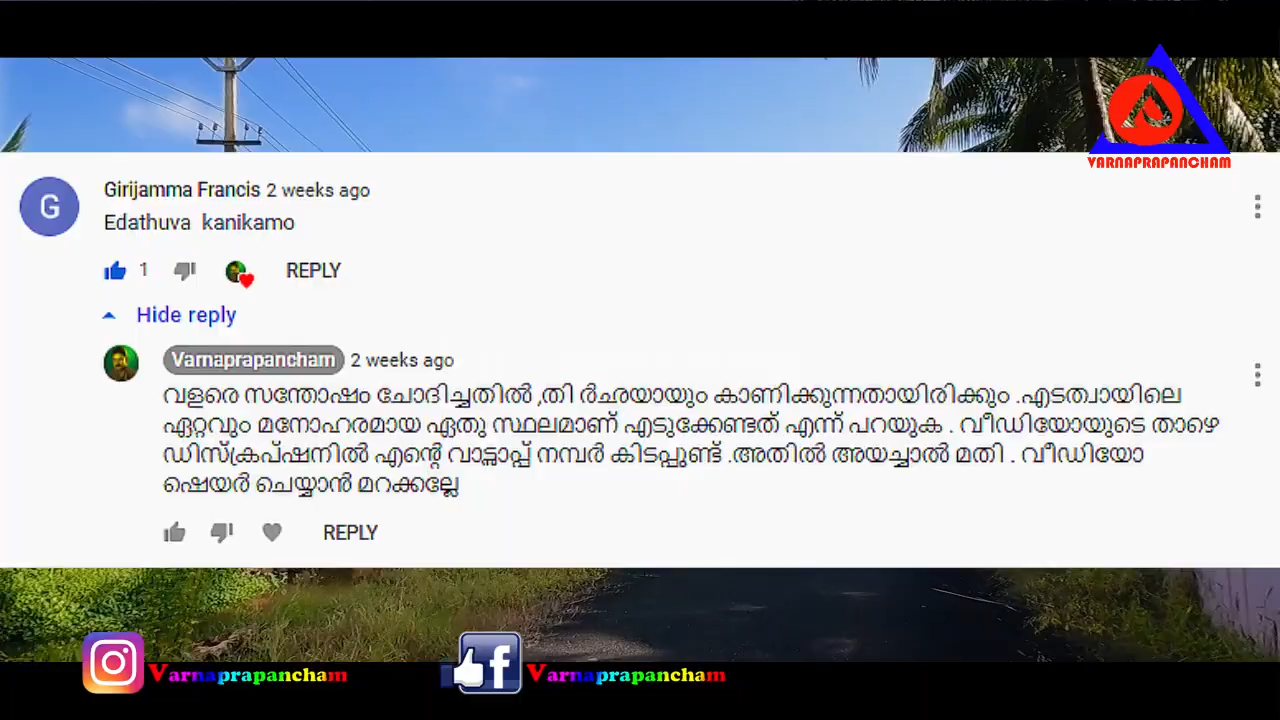 VARNAPRAPANCHAM
G
Girijamma Francis 2 weeks ago
Edathuva kanikamo
1 REPLY
Hide reply
Varnaprapancham 2 weeks ago
വളരെ സന്തോഷം ചോദിച്ചതിൽ ,തി ർഛയായും കാണിക്കുന്നതായിരിക്കും .എടത്വായിലെ
ഏറ്റവും മനോഹരമായ ഏതു സ്ഥലമാണ് എടുക്കേണ്ടത് എന്ന് പറയുക . വീഡിയോയുടെ താഴെ
ഡിസ്ക്രപ്ഷനിൽ എന്റെ വാട്സാപ്പ് നമ്പർ കിടപ്പുണ്ട് .അതിൽ അയച്ചാൽ മതി . വീഡിയോ
ഷെയർ ചെയ്യാൻ മറക്കല്ലേ
REPLY
Varnaprapancham
f Varnaprapancham